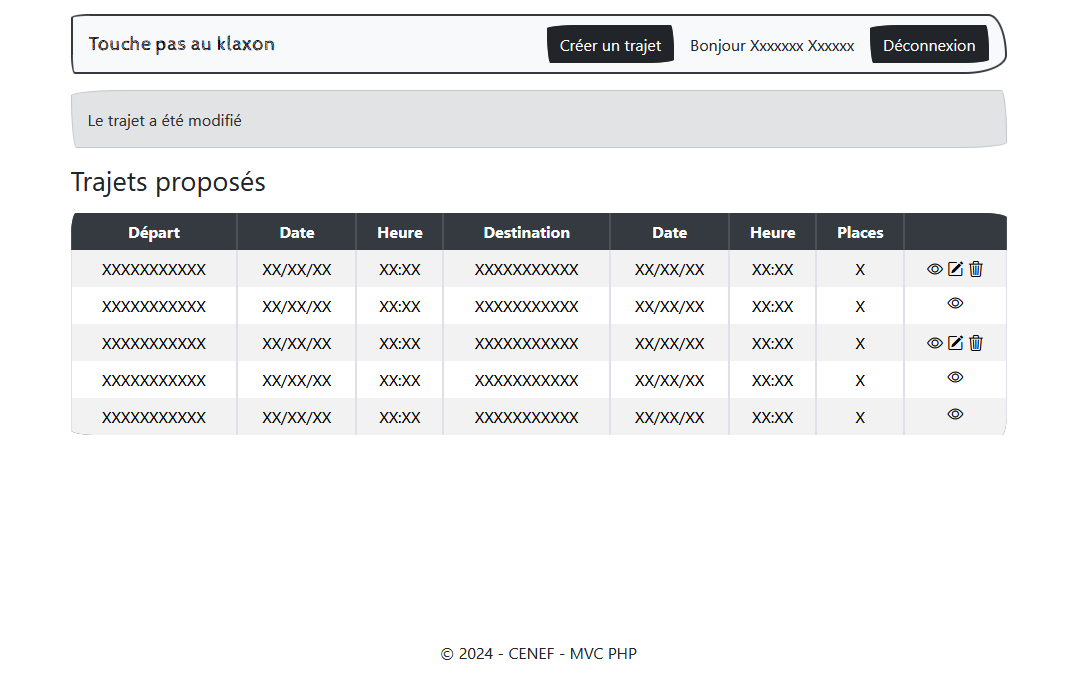 Touche pas au klaxon Créer un trajet Bonjour Xxxxxxx Xxxxxx Déconnexion
Le trajet a été modifié
Trajets proposés
Départ Date Heure Destination Date Heure Places
XXXXXXXXXXX XX/XX/XX XX:XX XXXXXXXXXXX XX/XX/XX XX:XX X
XXXXXXXXXXX XX/XX/XX XX:XX XXXXXXXXXXX XX/XX/XX XX:XX X
XXXXXXXXXXX XX/XX/XX XX:XX XXXXXXXXXXX XX/XX/XX XX:XX X
XXXXXXXXXXX XX/XX/XX XX:XX XXXXXXXXXXX XX/XX/XX XX:XX X
XXXXXXXXXXX XX/XX/XX XX:XX XXXXXXXXXXX XX/XX/XX XX:XX X
© 2024 - CENEF - MVC PHP